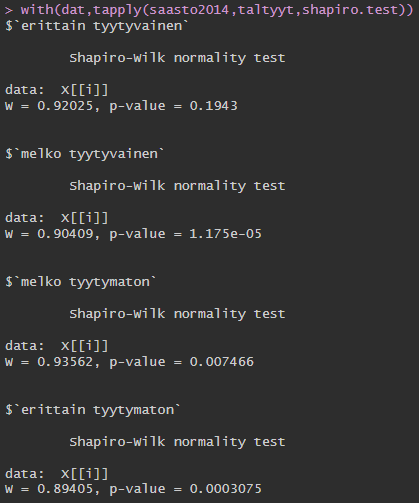 > with(dat,tapply(saasto2014,taltyyt,shapiro.test))
$`erittain tyytyvainen`
Shapiro-Wilk normality test
data:  X[[i]]
W = 0.92025, p-value = 0.1943
$`melko tyytyvainen`
Shapiro-Wilk normality test
data:  X[[i]]
W = 0.90409, p-value = 1.175e-05
$`melko tyytymaton`
Shapiro-Wilk normality test
data:  X[[i]]
W = 0.93562, p-value = 0.007466
$`erittain tyytymaton`
Shapiro-Wilk normality test
data:  X[[i]]
W = 0.89405, p-value = 0.0003075